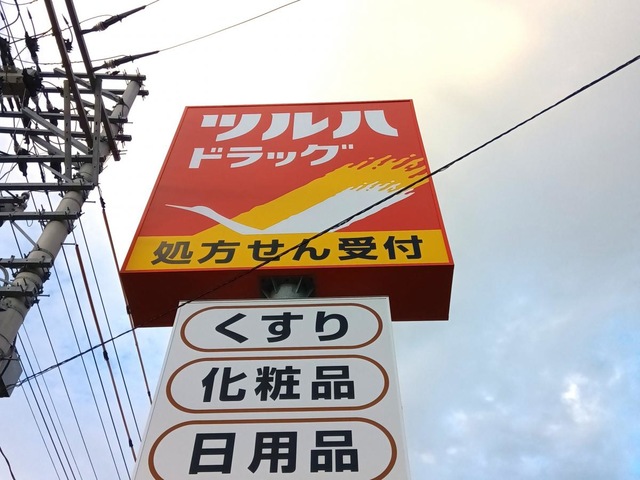 ツルハ
ドラッグ
処方せん受付
くすり
化粧品
日用品